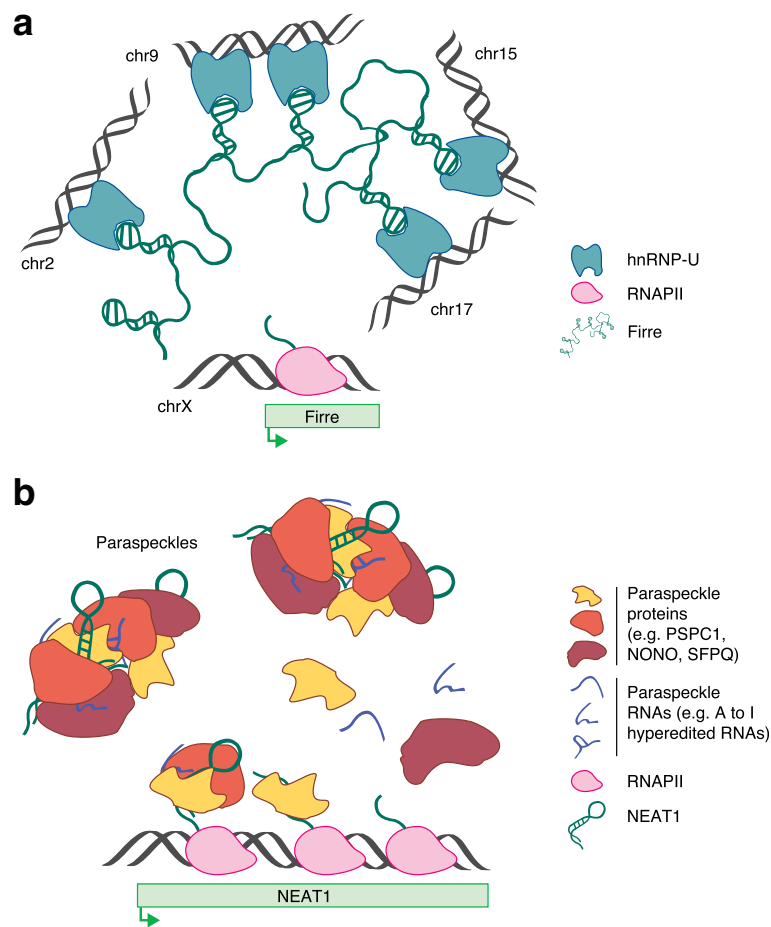 a
chr9
chr15
chr2
chr17
chrX
Firre
hnRNP-U
RNAPII
Firre
b
Paraspeckles
NEAT1
Paraspeckle
proteins
(e.g. PSPC1,
NONO, SFPQ)
Paraspeckle
RNAs (e.g. A to I
hyperedited RNAs)
RNAPII
NEAT1